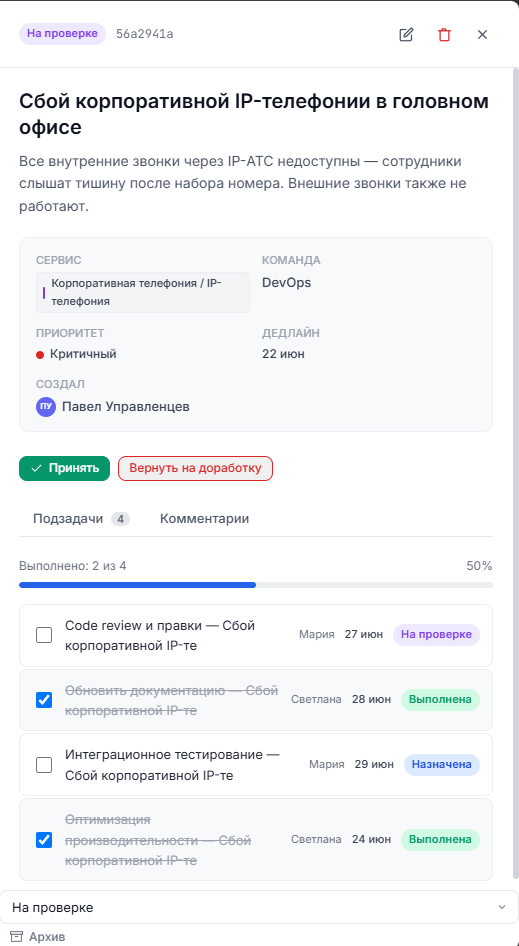 На проверке 56a2941a
Сбой корпоративной IP-телефонии в головном
офисе
Все внутренние звонки через IP-АТС недоступны — сотрудники
слышат тишину после набора номера. Внешние звонки также не
работают.
СЕРВИС
Корпоративная телефония / IP-
телефония
КОМАНДА
DevOps
ПРИОРИТЕТ
Критичный
ДЕДЛАЙН
22 июн
СОЗДАЛ
ПУ Павел Управленцев
Принять Вернуть на доработку
Подзадачи 4 Комментарии
Выполнено: 2 из 4 50%
Code review и правки — Сбой
корпоративной IP-те
Мария 27 июн На проверке
Обновить документацию — Сбой
корпоративной IP-те
Светлана 28 июн Выполнена
Интеграционное тестирование —
Сбой корпоративной IP-те
Мария 29 июн Назначена
Оптимизация
производительности — Сбой
корпоративной IP-те
Светлана 24 июн Выполнена
На проверке
Архив